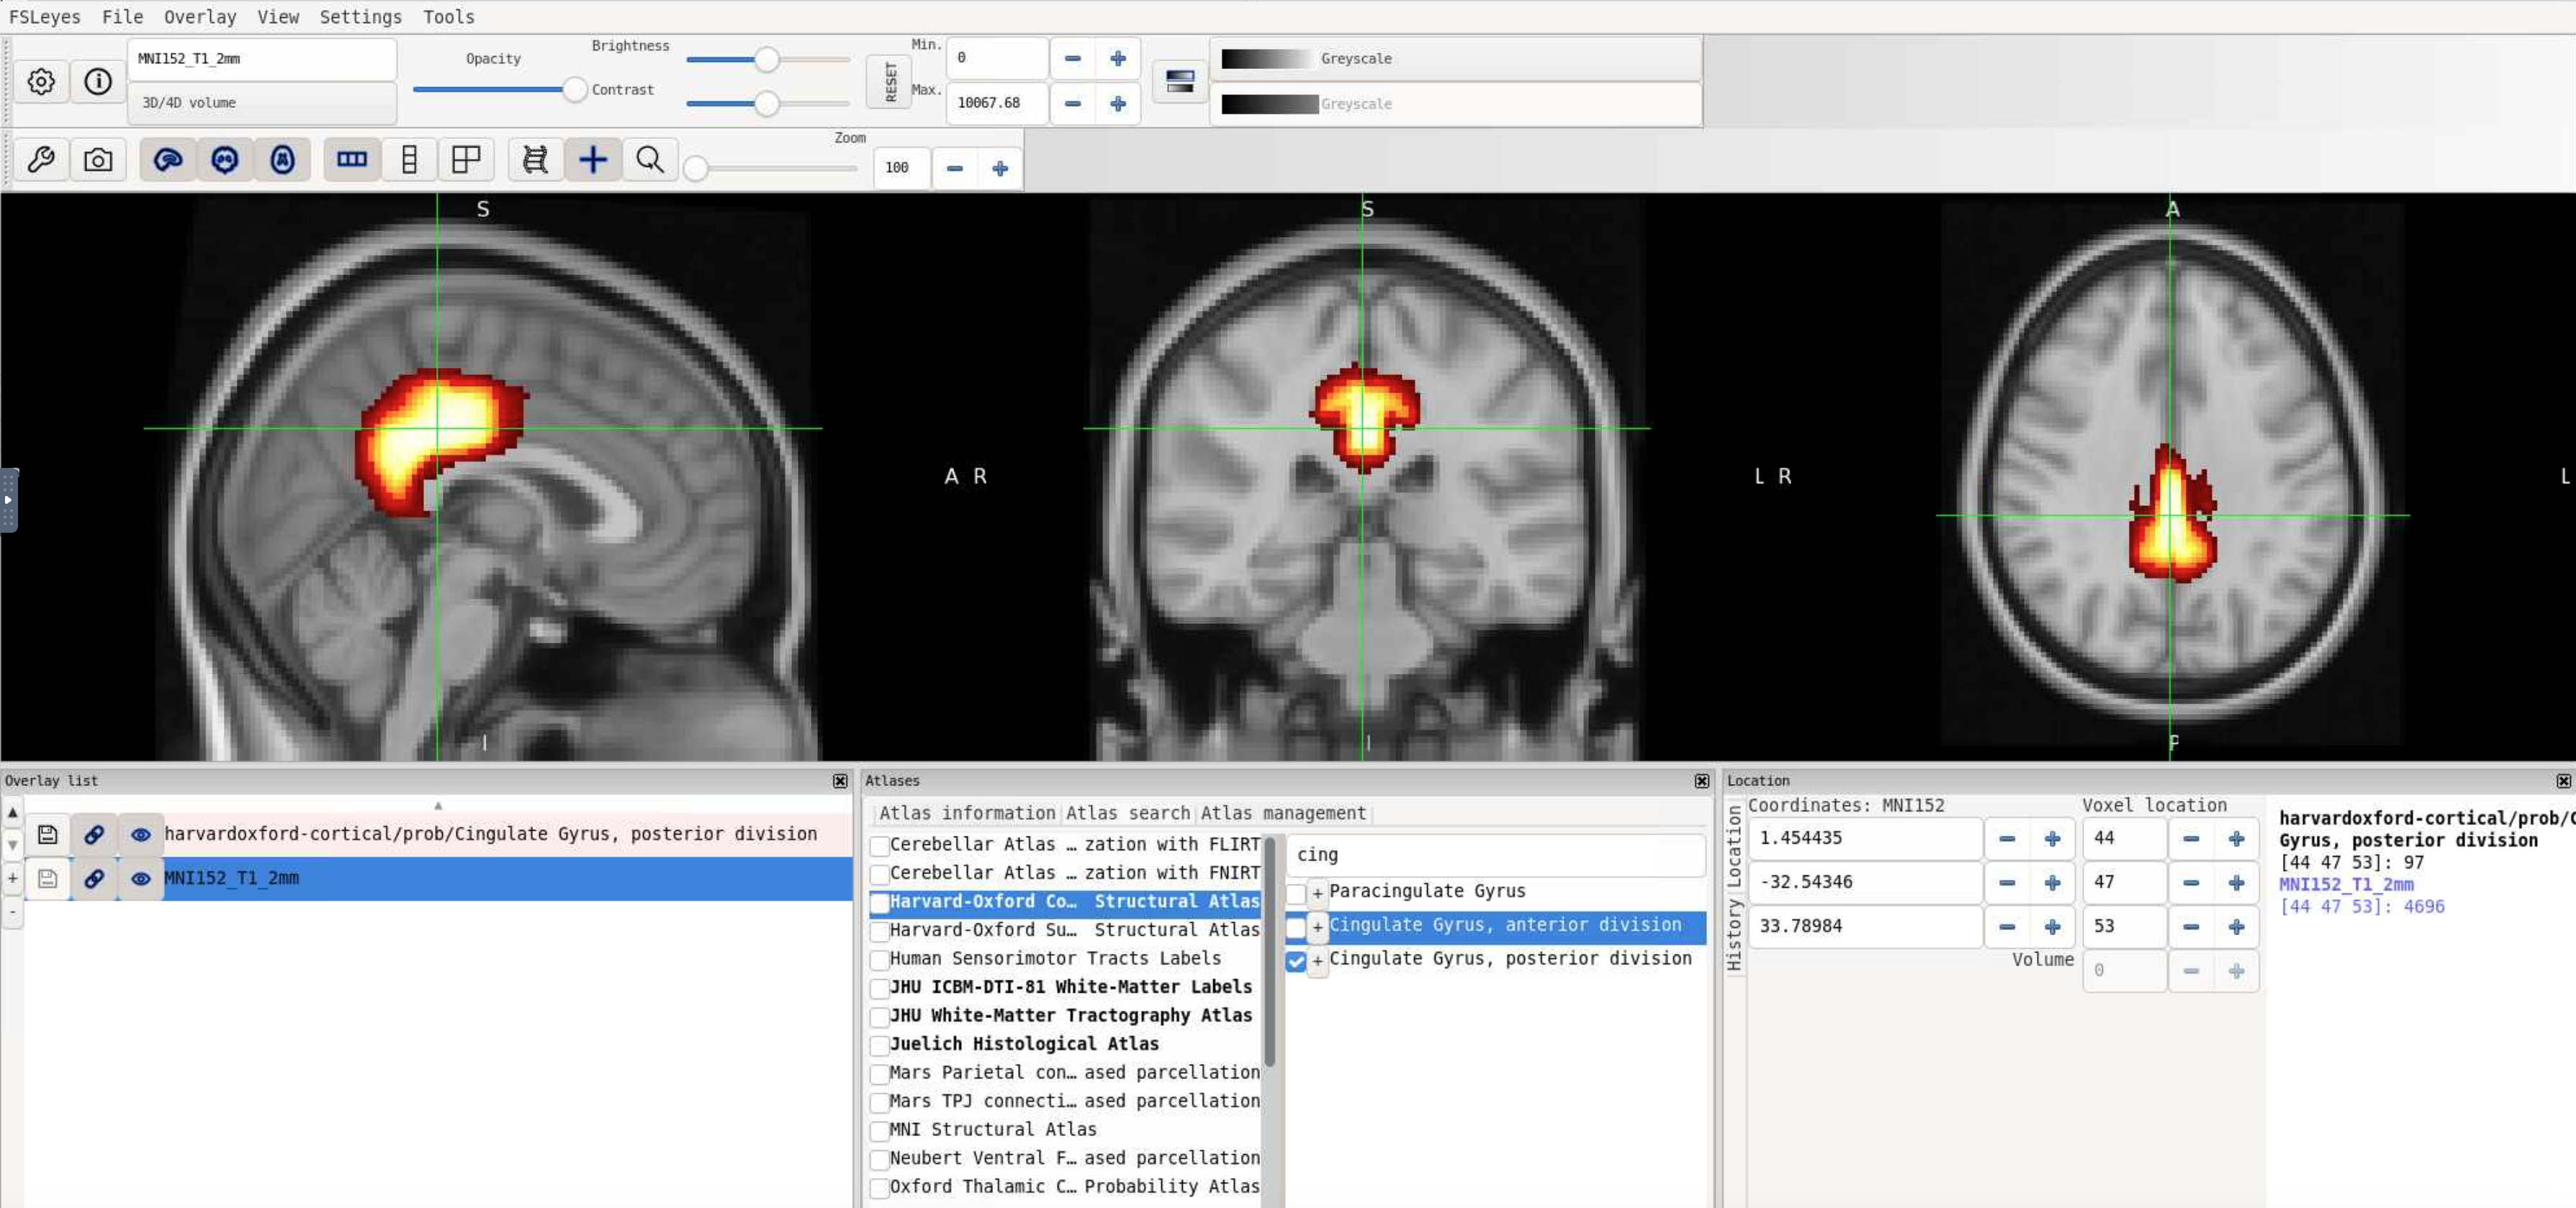 FSLeyes File Overlay View Settings Tools
MNI152_T1_2mm
3D/4D volume
Opacity
Brightness
Contrast
RESET
Min. 0
Max. 10067.68
Greyscale
Greyscale
Zoom
100
S
S
A
A R
L R
L
I
I
P
Overlay list
harvardoxford-cortical/prob/Cingulate Gyrus, posterior division
MNI152_T1_2mm
Atlases
Atlas information Atlas search Atlas management
Cerebellar Atlas … zation with FLIRT
Cerebellar Atlas … zation with FNIRT
Harvard-Oxford Co… Structural Atlas
Harvard-Oxford Su… Structural Atlas
Human Sensorimotor Tracts Labels
JHU ICBM-DTI-81 White-Matter Labels
JHU White-Matter Tractography Atlas
Juelich Histological Atlas
Mars Parietal con… ased parcellation
Mars TPJ connecti… ased parcellation
MNI Structural Atlas
Neubert Ventral F… ased parcellation
Oxford Thalamic C… Probability Atlas
cing
Paracingulate Gyrus
Cingulate Gyrus, anterior division
Cingulate Gyrus, posterior division
Location
Location
History
Coordinates: MNI152
Voxel location
1.454435
44
-32.54346
47
33.78984
53
Volume
0
harvardoxford-cortical/prob/C
Gyrus, posterior division
[44 47 53]: 97
MNI152_T1_2mm
[44 47 53]: 4696